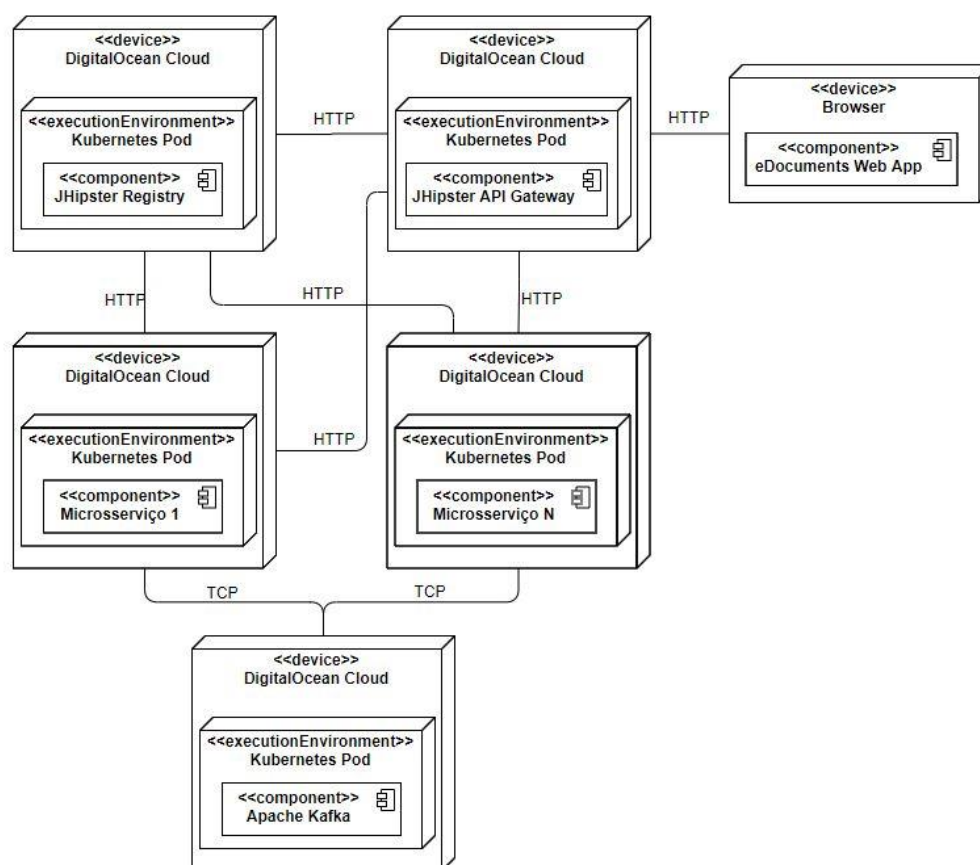 <<device>>
DigitalOcean Cloud
<<executionEnvironment>>
Kubernetes Pod
<<component>>
JHipster Registry
HTTP
<<device>>
DigitalOcean Cloud
<<executionEnvironment>>
Kubernetes Pod
<<component>>
JHipster API Gateway
HTTP
<<device>>
Browser
<<component>>
eDocuments Web App
HTTP
HTTP
HTTP
<<device>>
DigitalOcean Cloud
<<executionEnvironment>>
Kubernetes Pod
<<component>>
Microsserviço 1
HTTP
<<device>>
DigitalOcean Cloud
<<executionEnvironment>>
Kubernetes Pod
<<component>>
Microsserviço N
TCP
TCP
<<device>>
DigitalOcean Cloud
<<executionEnvironment>>
Kubernetes Pod
<<component>>
Apache Kafka